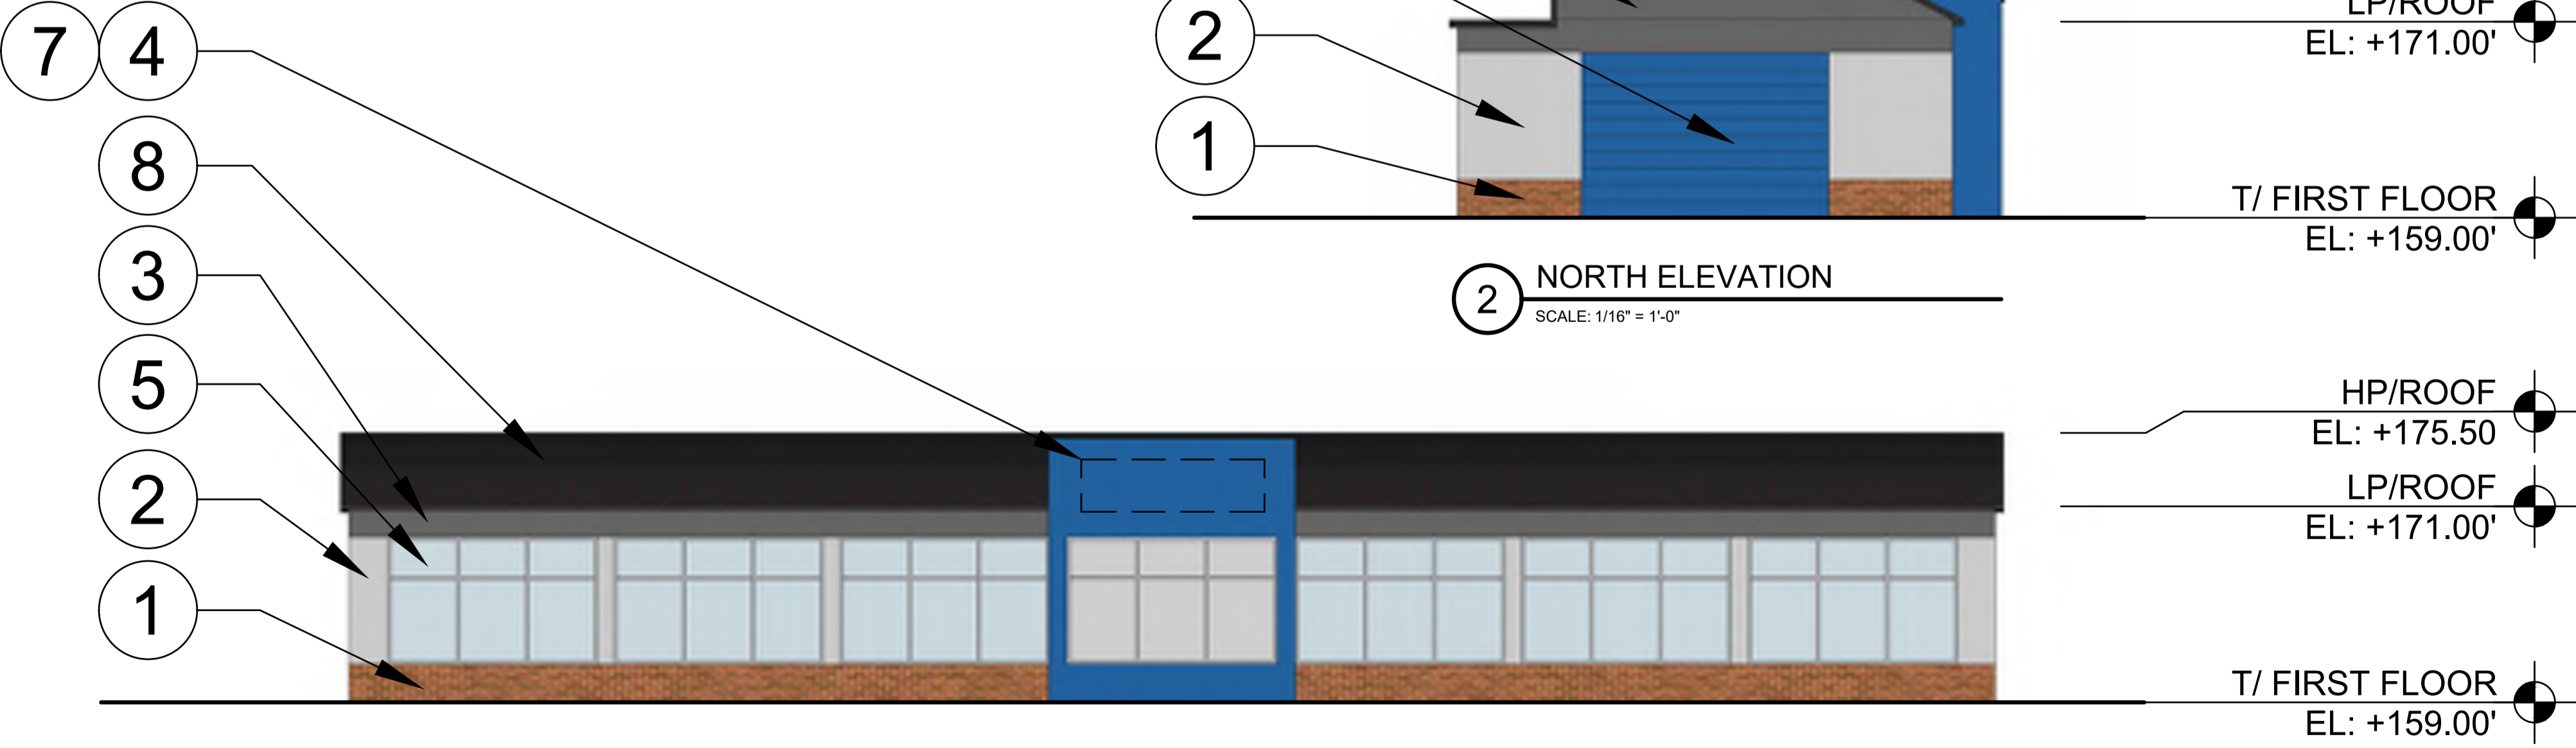 7 4
2
LP/ROOF
EL: +171.00'
1
8
T/ FIRST FLOOR
EL: +159.00'
3
2 NORTH ELEVATION
SCALE: 1/16" = 1'-0"
5
HP/ROOF
EL: +175.50
2
LP/ROOF
EL: +171.00'
1
T/ FIRST FLOOR
EL: +159.00'